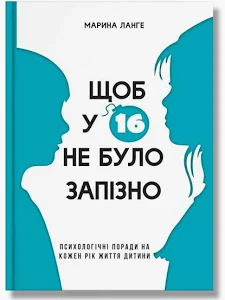 МАРИНА ЛАНГЕ
ЩОБ
У 16
НЕ БУЛО
ЗАПІЗНО
ПСИХОЛОГІЧНІ ПОРАДИ НА
КОЖЕН РІК ЖИТТЯ ДИТИНИ